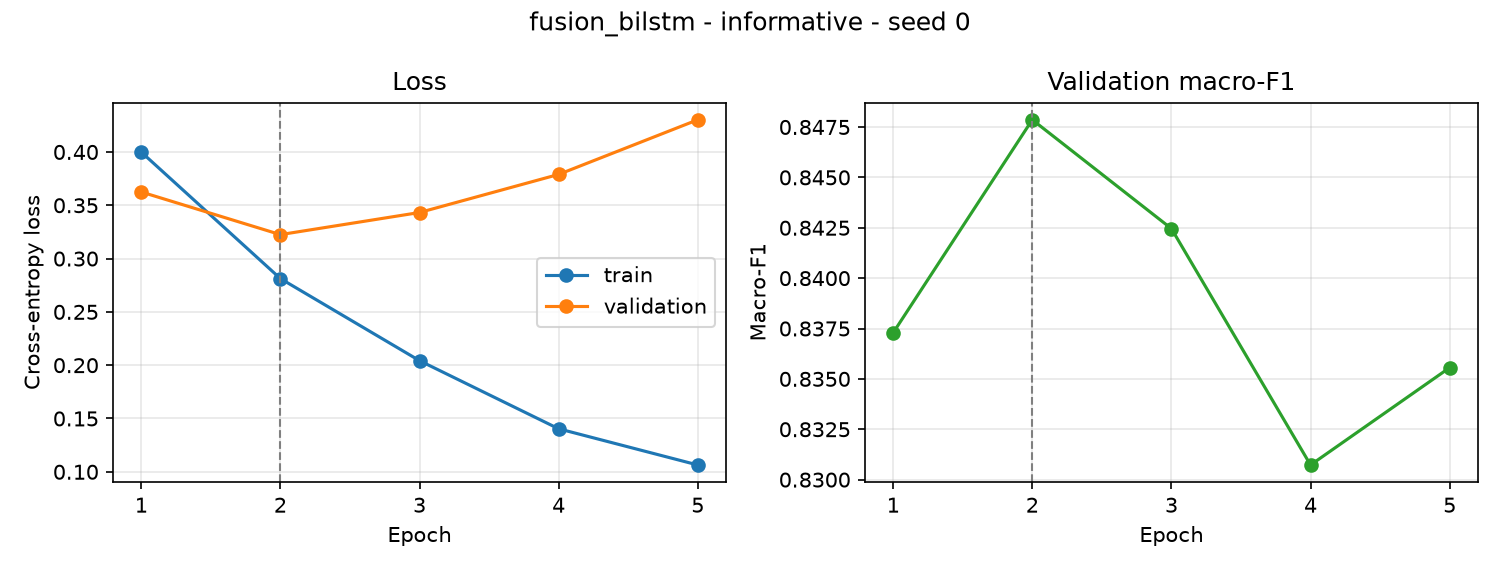 fusion_bilstm - informative - seed 0
Loss
Cross-entropy loss
0.40
0.35
0.30
0.25
0.20
0.15
0.10
train
validation
1 2 3 4 5
Epoch
Validation macro-F1
Macro-F1
0.8475
0.8450
0.8425
0.8400
0.8375
0.8350
0.8325
0.8300
1 2 3 4 5
Epoch